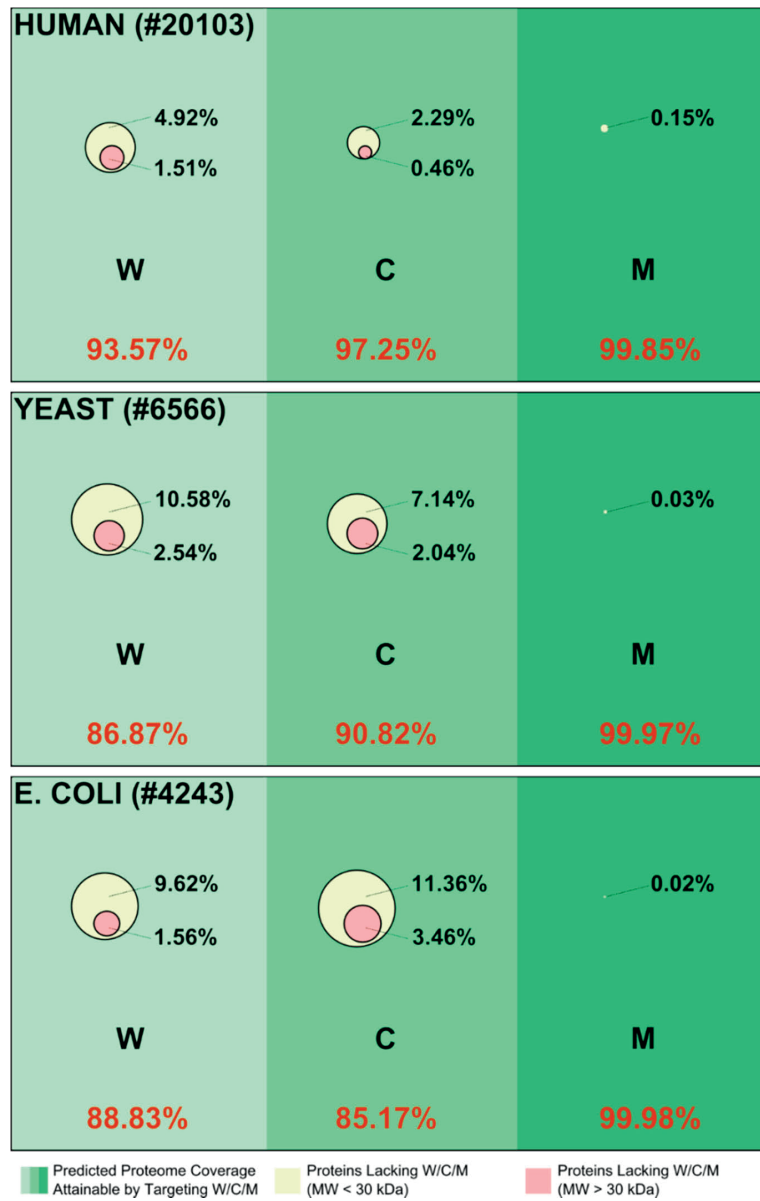 HUMAN (#20103)
4.92%
1.51%
2.29%
0.46%
0.15%
W
C
M
93.57%
97.25%
99.85%
YEAST (#6566)
10.58%
2.54%
7.14%
2.04%
0.03%
W
C
M
86.87%
90.82%
99.97%
E. COLI (#4243)
9.62%
1.56%
11.36%
3.46%
0.02%
W
C
M
88.83%
85.17%
99.98%
Predicted Proteome Coverage
Attainable by Targeting W/C/M
Proteins Lacking W/C/M
(MW < 30 kDa)
Proteins Lacking W/C/M
(MW > 30 kDa)